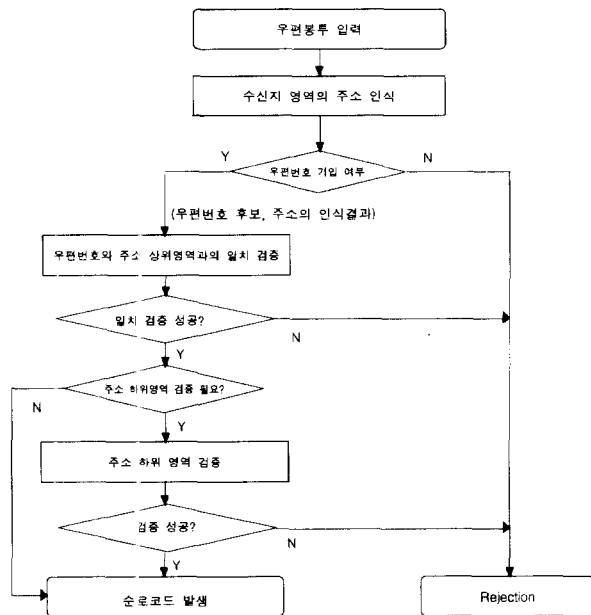 우편봉투 입력
수신지 영역의 주소 인식
Y
N
우편번호 기입 여부
(우편번호 후보, 주소의 인식결과)
우편번호와 주소 상위영역과의 일치 검증
일치 검증 성공?
N
Y
주소 하위영역 검증 필요?
N
Y
주소 하위 영역 검증
검증 성공?
N
Y
순로코드 발생
Rejection